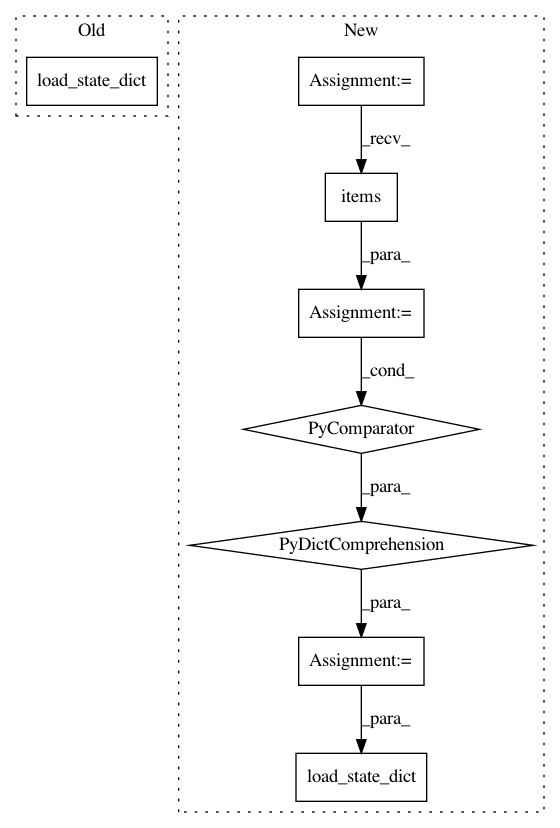 Old
New
load_state_dict
Assignment:=
_recv_
items
_para_
Assignment:=
_cond_
PyComparator
_para_
PyDictComprehension
_para_
Assignment:=
_para_
load_state_dict